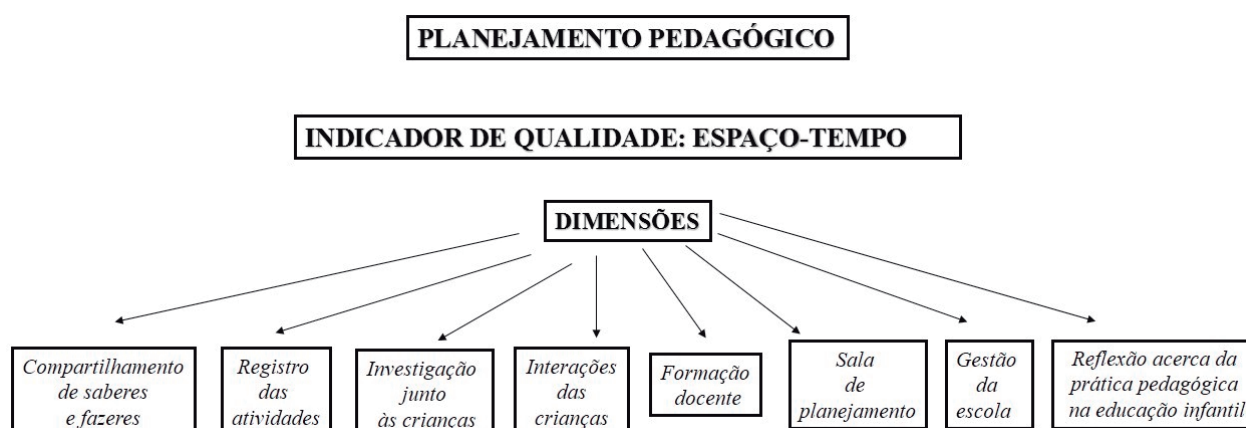 PLANEJAMENTO PEDAGÓGICO
INDICADOR DE QUALIDADE: ESPAÇO-TEMPO
DIMENSÕES
Compartilhamento
de saberes
e fazeres
Registro
das
atividades
Investigação
junto
às crianças
Interações
das
crianças
Formação
docente
Sala
de
planejamento
Gestão
da
escola
Reflexão acerca da
prática pedagógica
na educação infantil